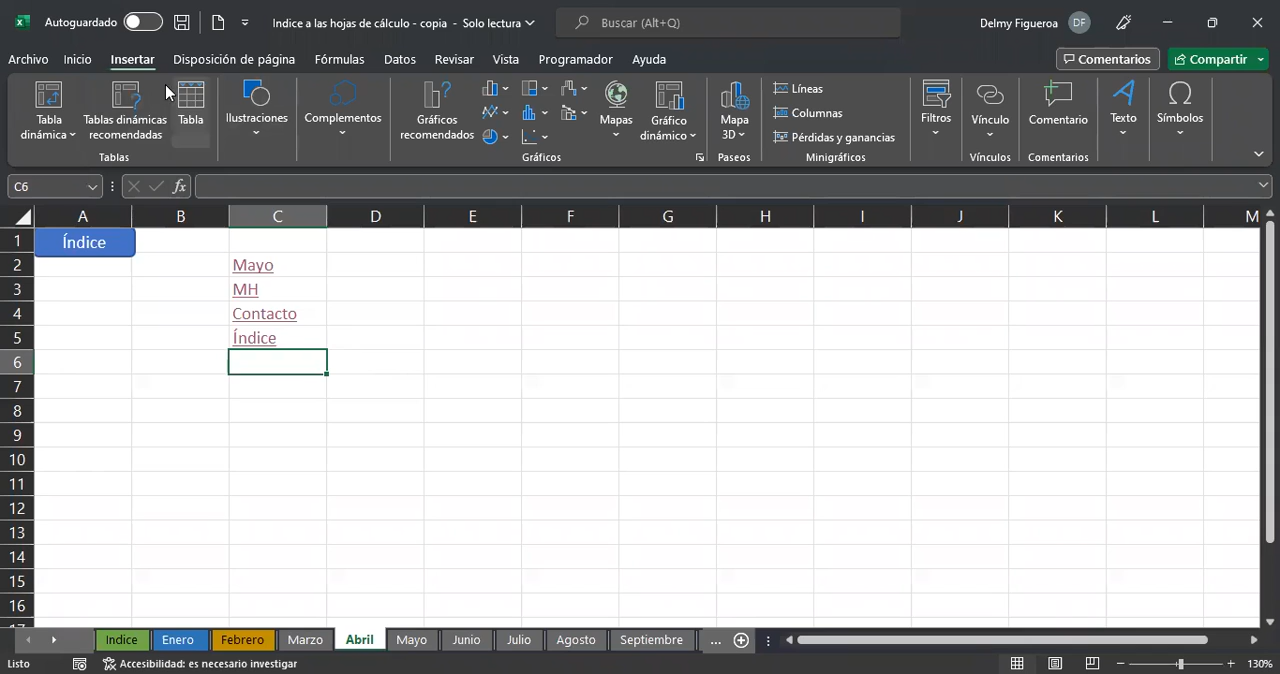 Autoguardado
Indice a las hojas de cálculo - copia - Solo lectura
Buscar (Alt+Q)
Delmy Figueroa DF
Archivo Inicio Insertar Disposición de página Fórmulas Datos Revisar Vista Programador Ayuda Comentarios Compartir
Tabla dinámica
Tablas dinámicas recomendadas
Tabla
Tablas
Ilustraciones
Complementos
Gráficos recomendados
Mapas
Gráfico dinámico
Gráficos
Mapa 3D
Paseos
Líneas
Columnas
Pérdidas y ganancias
Minigráficos
Filtros
Vínculo
Vínculos
Comentario
Comentarios
Texto
Símbolos
C6 fx
A B C D E F G H I J K L M
1 Índice
2 Mayo
3 MH
4 Contacto
5 Índice
6
7
8
9
10
11
12
13
14
15
16
Indice Enero Febrero Marzo Abril Mayo Junio Julio Agosto Septiembre ...
Listo Accesibilidad: es necesario investigar 130%